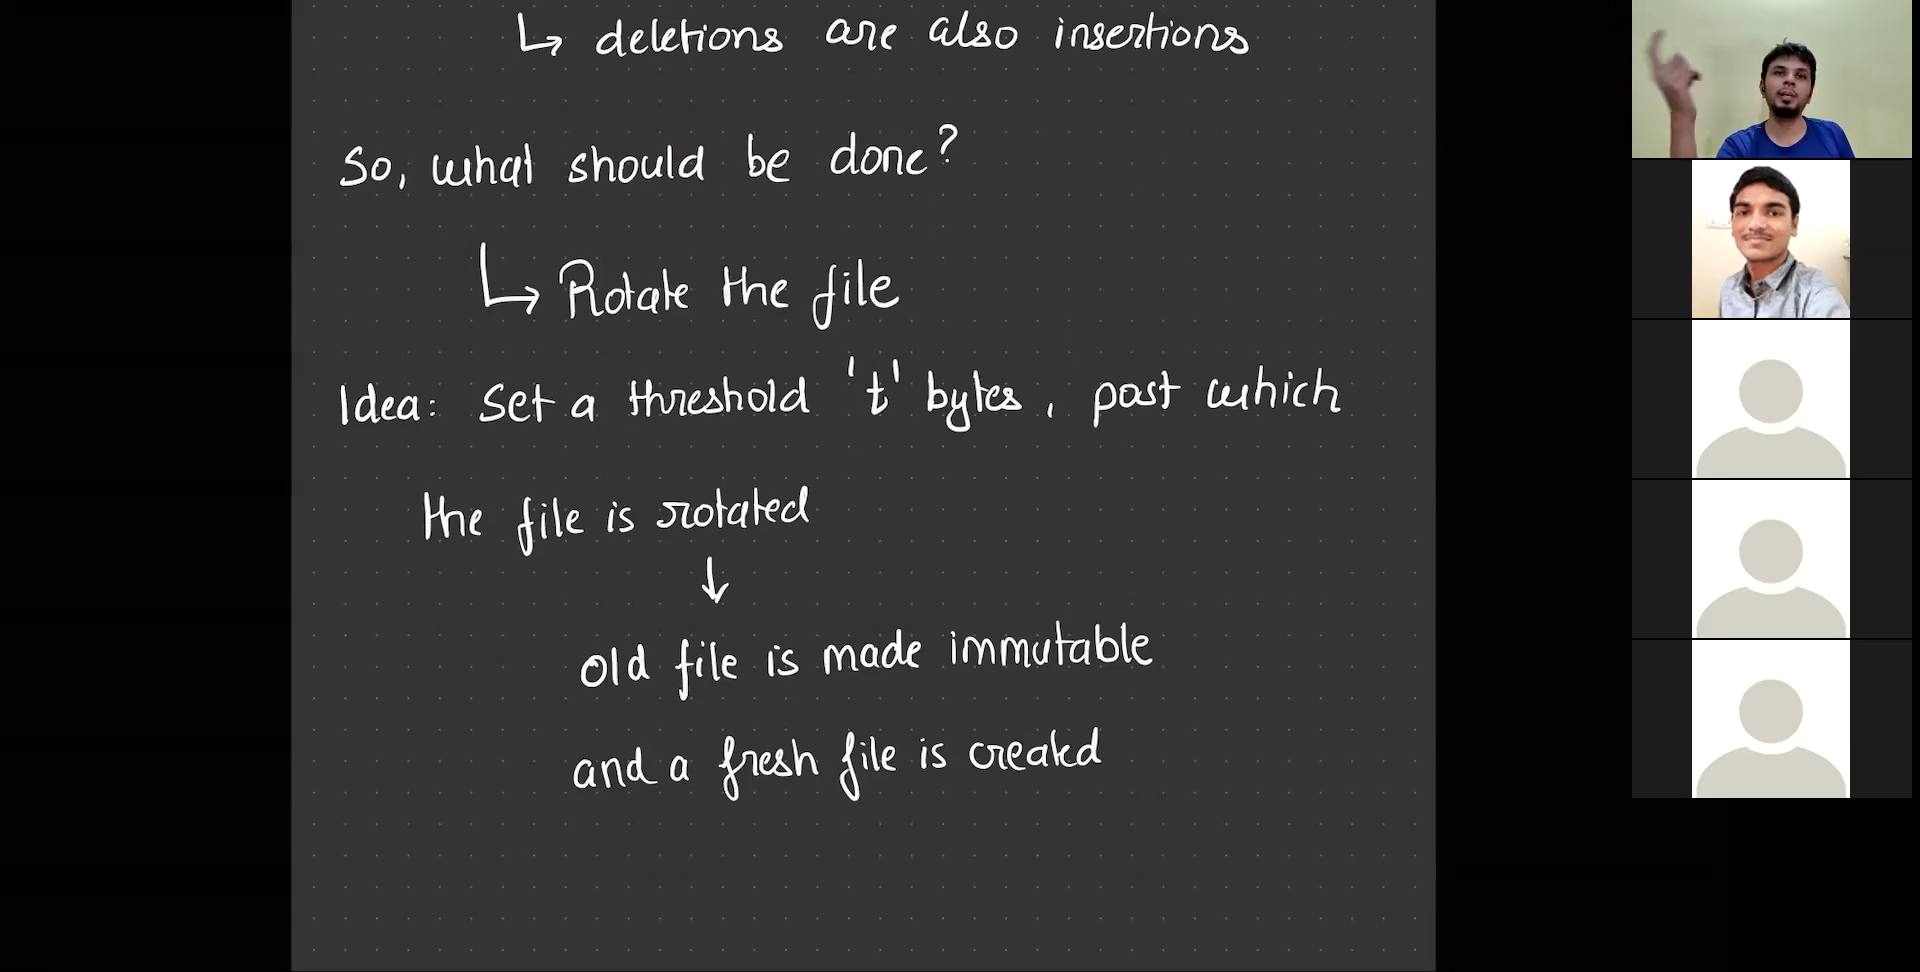 ↳ deletions are also insertions
So, what should be done?
↳ Rotate the file
Idea: Set a threshold 't' bytes, past which
the file is rotated
↓
old file is made immutable
and a fresh file is created